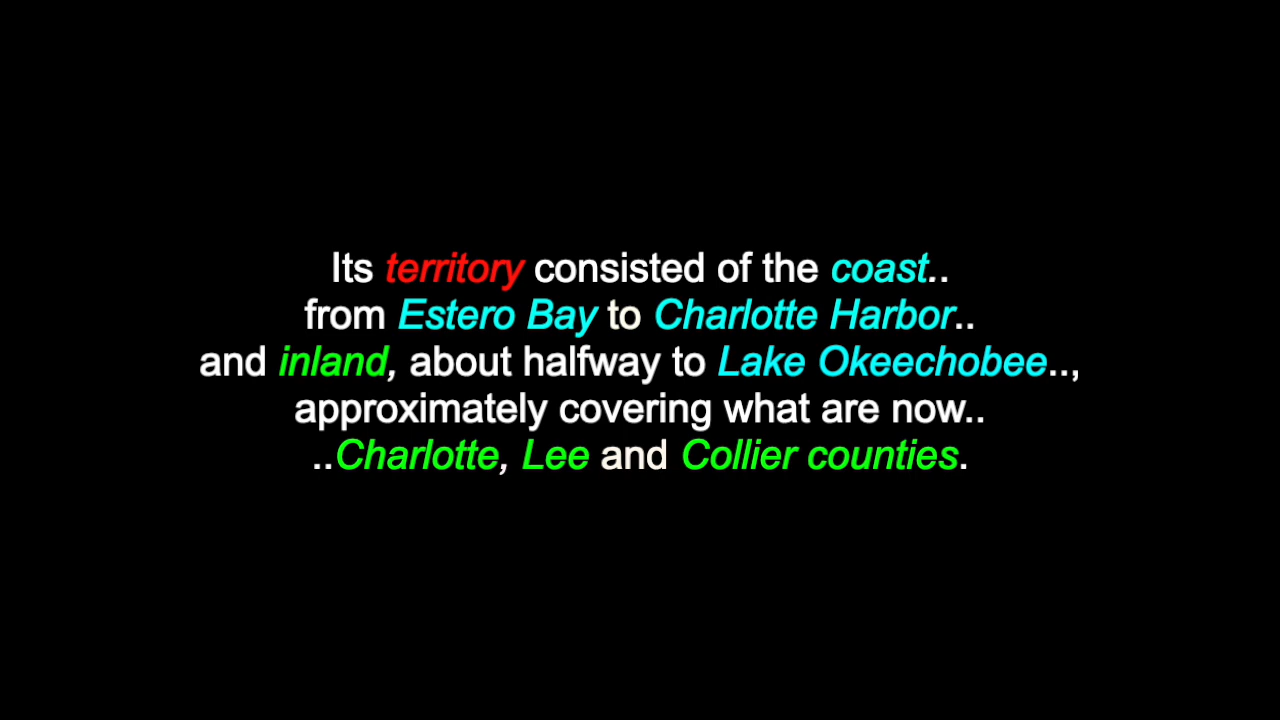 Its territory consisted of the coast..
from Estero Bay to Charlotte Harbor..
and inland, about halfway to Lake Okeechobee..,
approximately covering what are now..
..Charlotte, Lee and Collier counties.